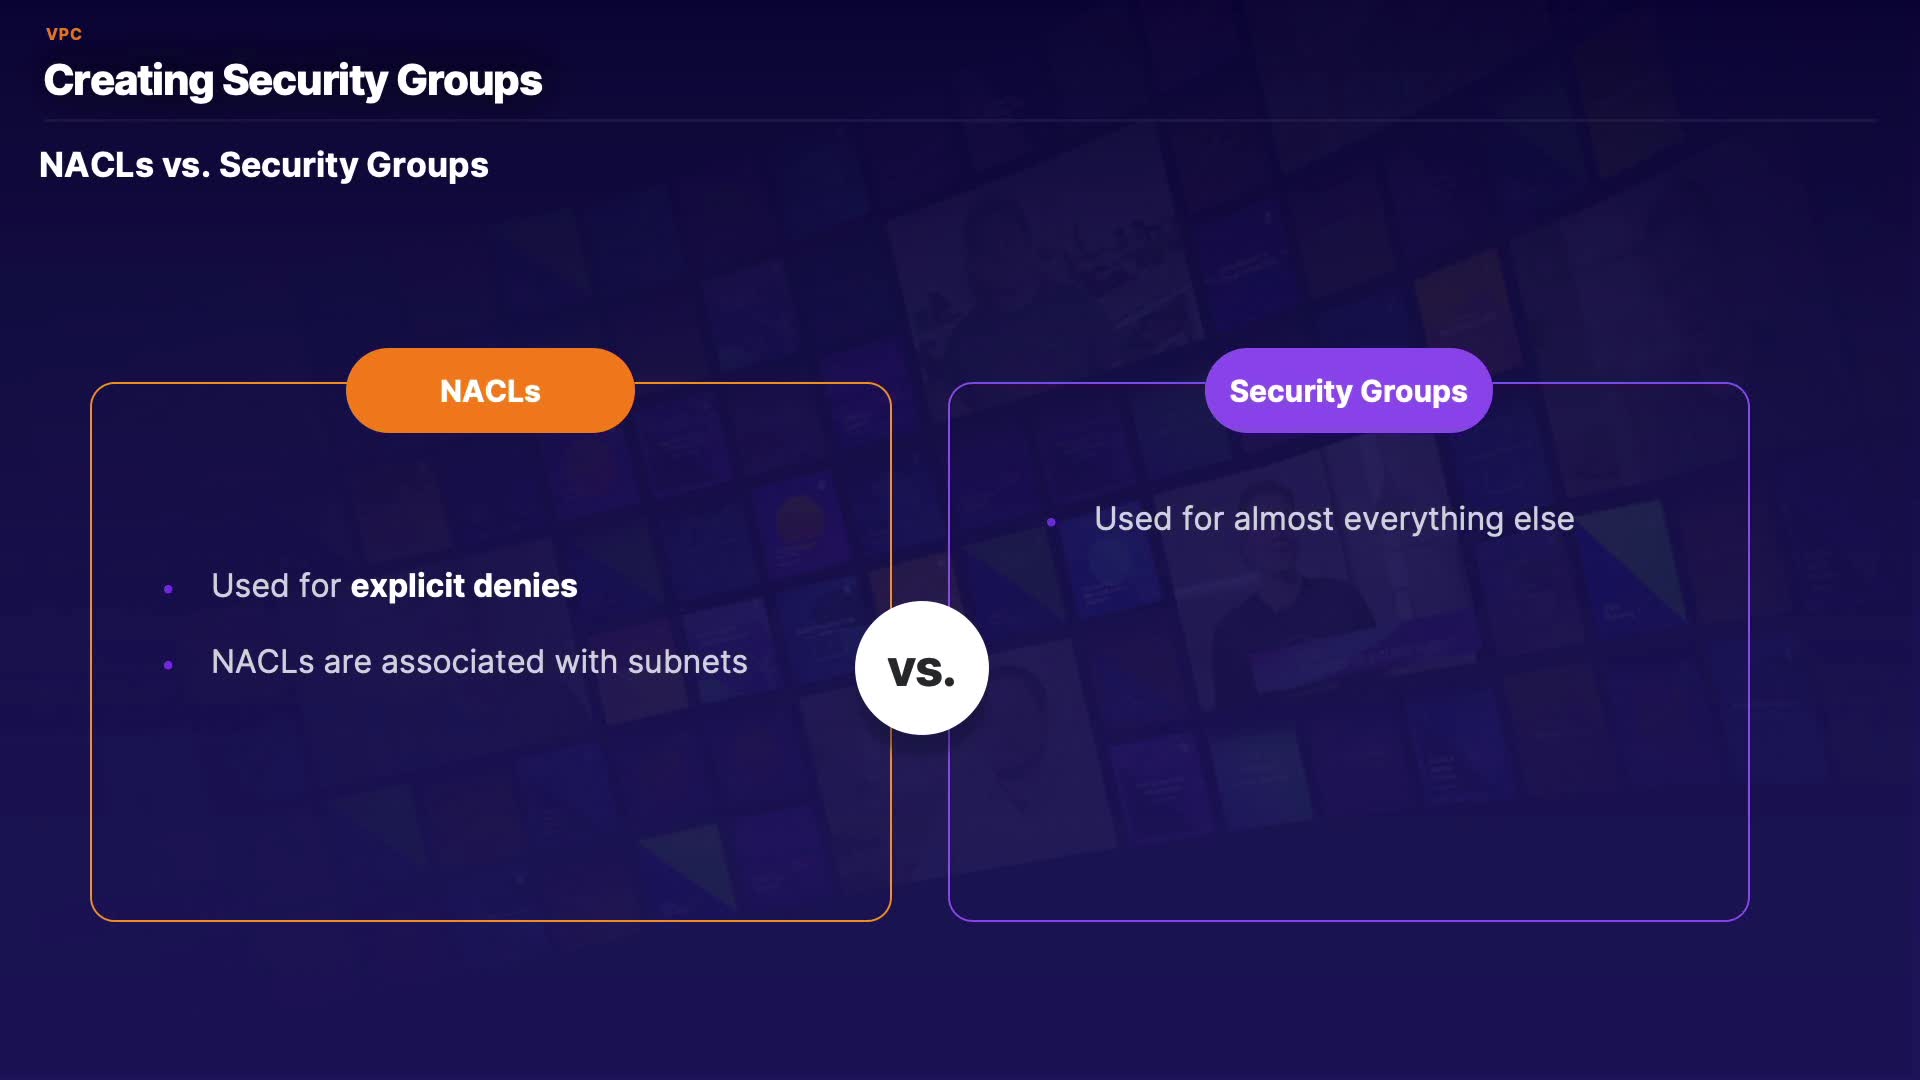 VPC
Creating Security Groups
NACLs vs. Security Groups
NACLs
Used for explicit denies
NACLs are associated with subnets
vs.
Security Groups
Used for almost everything else